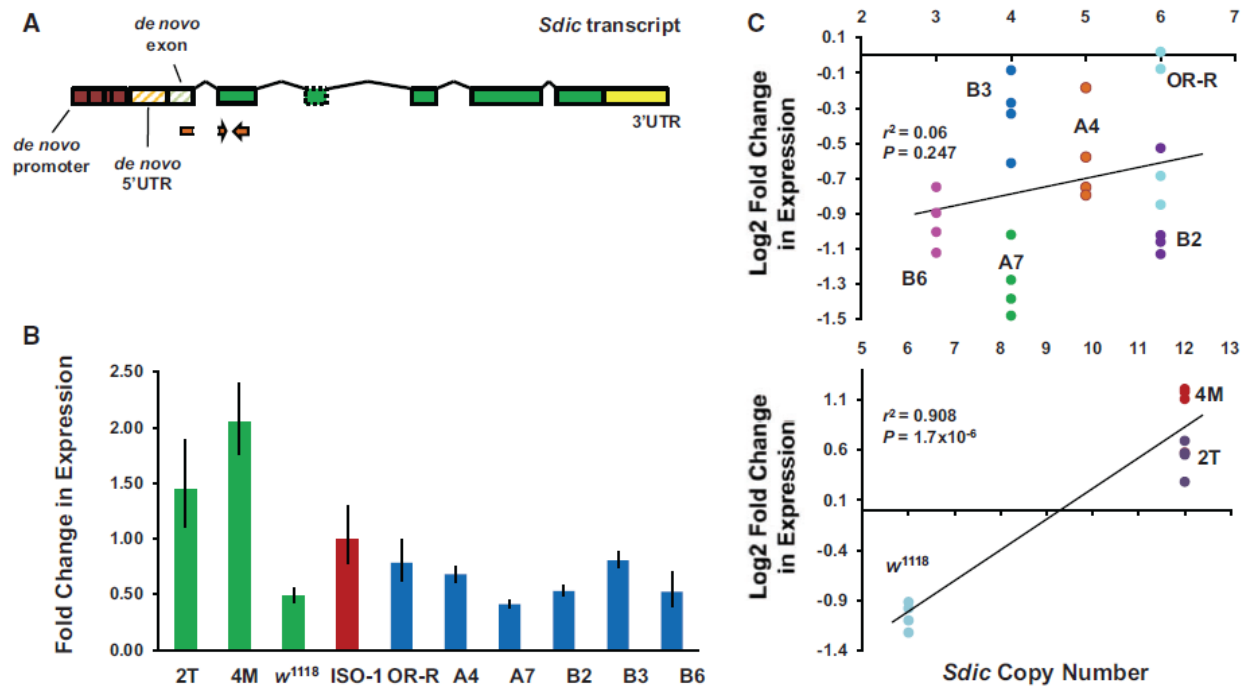 A
de novo
exon
Sdic transcript
de novo
promoter
de novo
5'UTR
3'UTR
B
Fold Change in Expression
2.50
2.00
1.50
1.00
0.50
0.00
2T 4M w1118 ISO-1 OR-R A4 A7 B2 B3 B6
C
2 3 4 5 6 7
Log2 Fold Change
in Expression
0.1
-0.1
-0.3
-0.5
-0.7
-0.9
-1.1
-1.3
-1.5
r2 = 0.06
P = 0.247
B3
OR-R
A4
B6
A7
B2
5 6 7 8 9 10 11 12 13
Log2 Fold Change
in Expression
1.1
0.6
0.1
-0.4
-0.9
-1.4
r2 = 0.908
P = 1.7x10-6
4M
2T
w1118
Sdic Copy Number